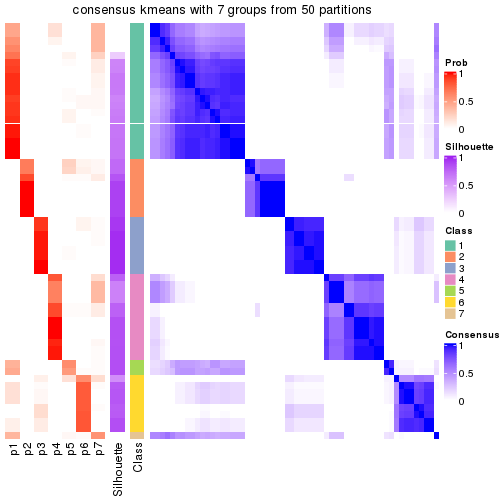 consensus kmeans with 7 groups from 50 partitions
Prob
1
0.5
0
Silhouette
1
0.5
0
Class
1
2
3
4
5
6
7
Consensus
1
0.5
0
p1
p2
p3
p4
p5
p6
p7
Silhouette
Class